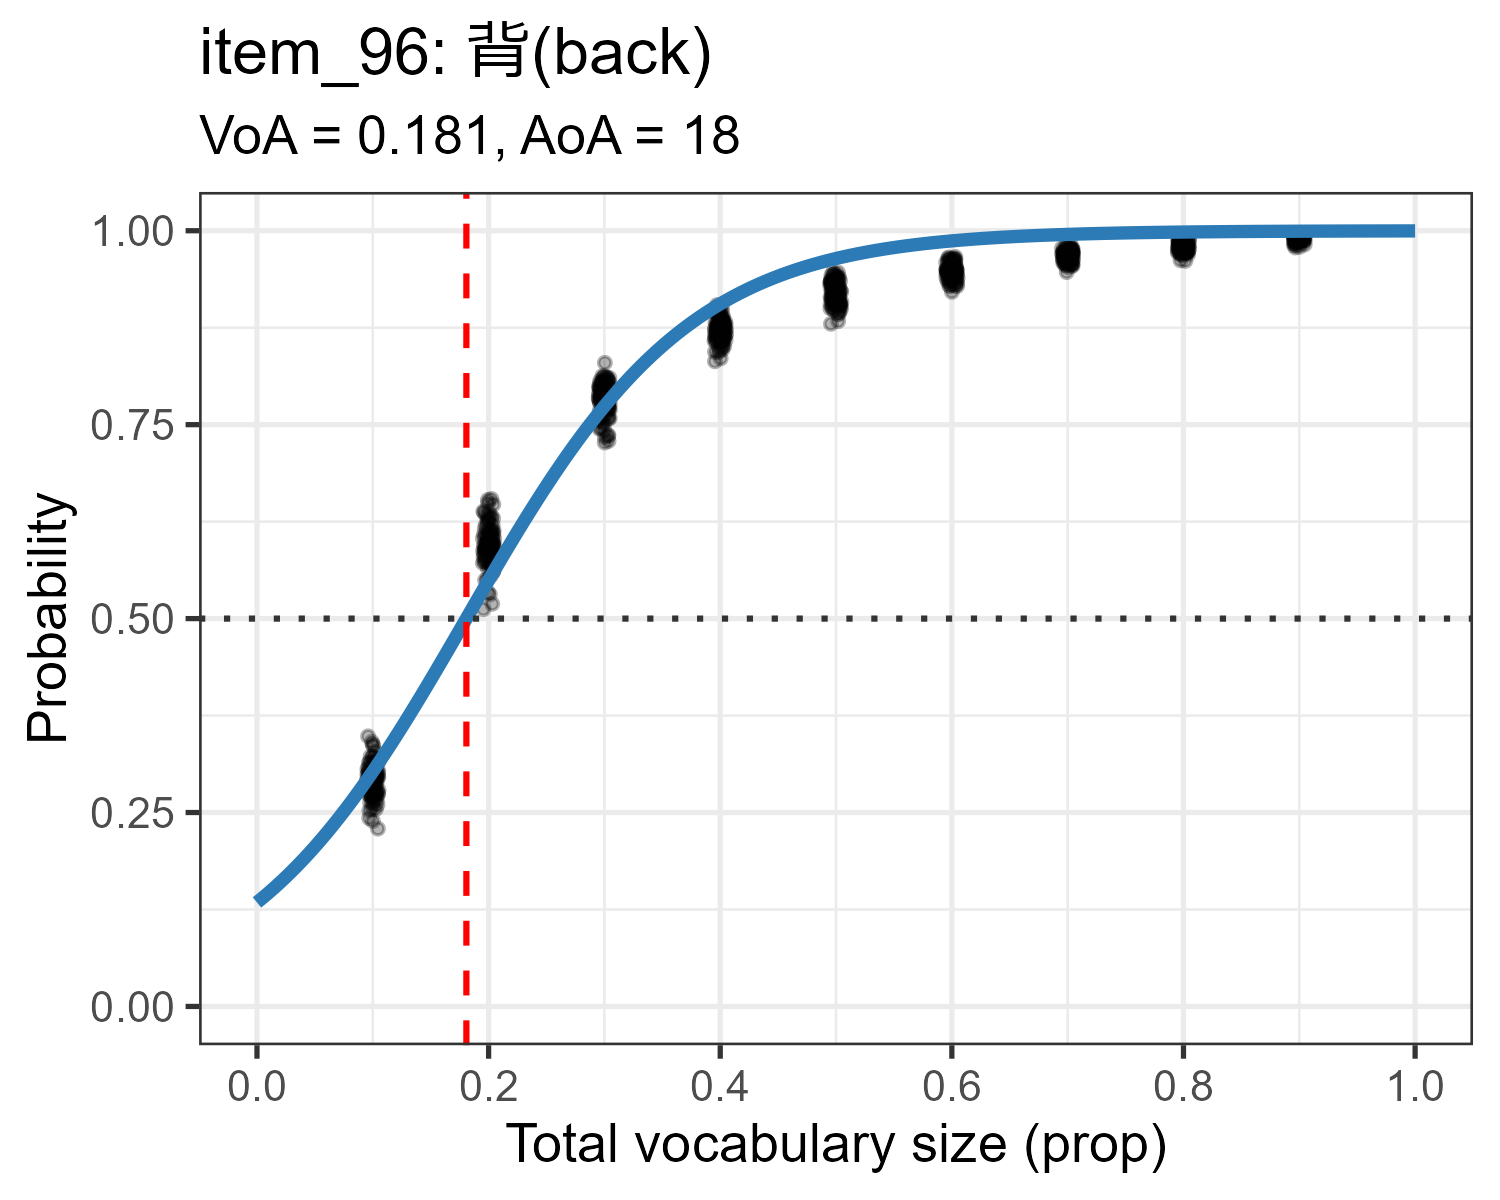 item_96: 背(back)
VoA = 0.181, AoA = 18
1.00
0.75
0.50
0.25
0.00
Probability
0.0 0.2 0.4 0.6 0.8 1.0
Total vocabulary size (prop)